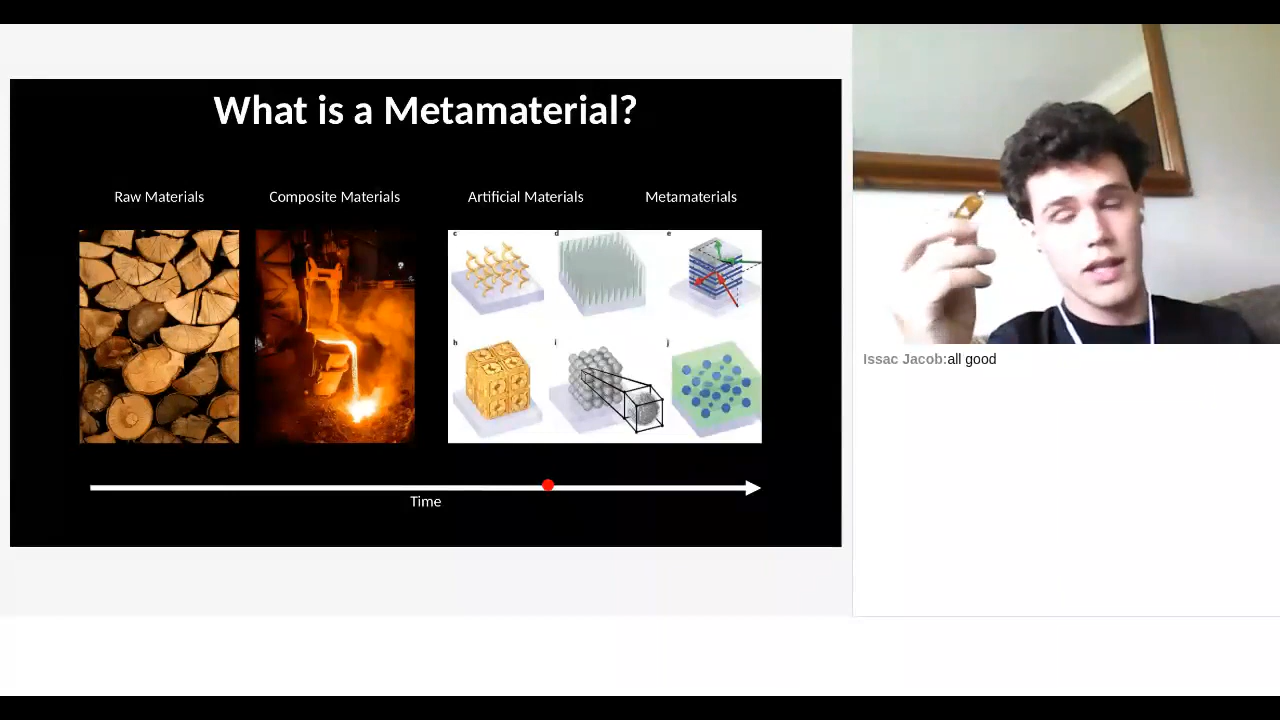 What is a Metamaterial?
Raw Materials
Composite Materials
Artificial Materials
Metamaterials
c
d
e
h
i
j
Time
Issac Jacob:all good